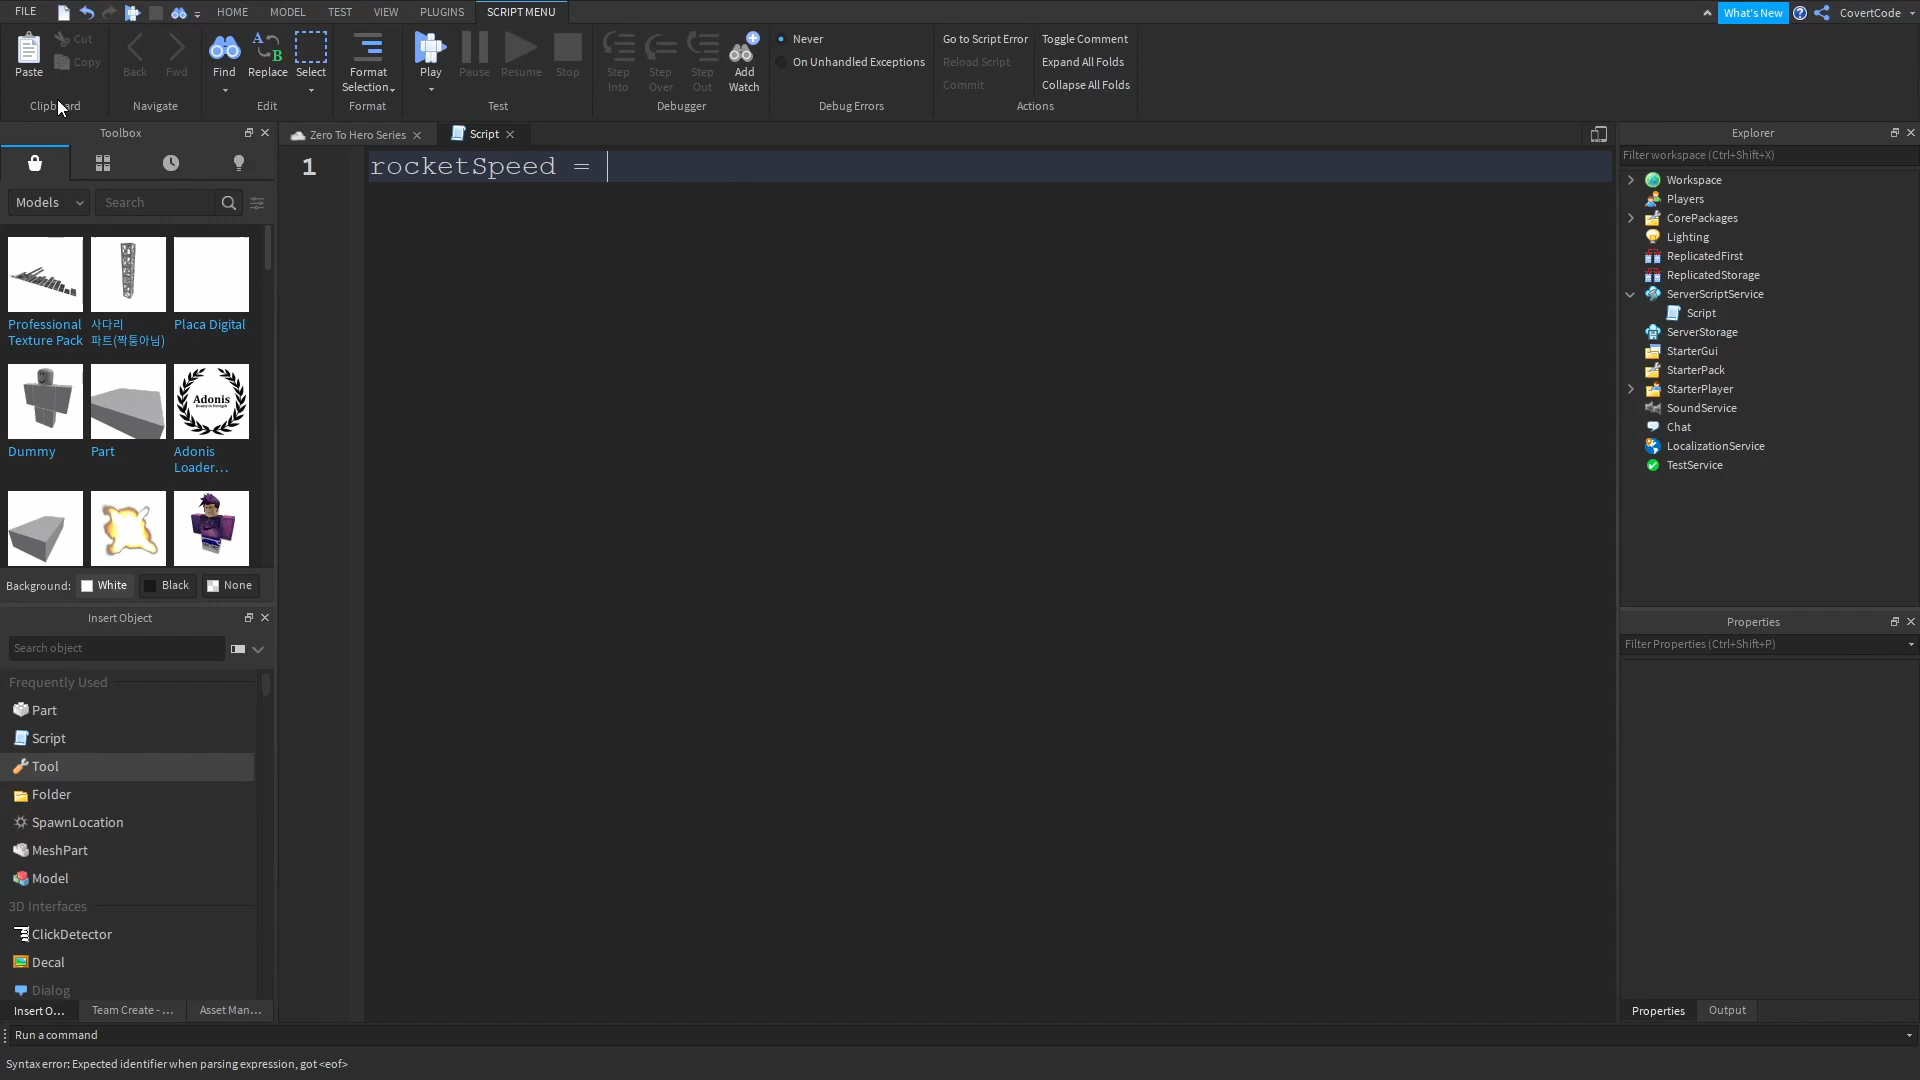 FILE
HOME
MODEL
TEST
VIEW
PLUGINS
SCRIPT MENU
What's New
CovertCode
Paste
Cut
Copy
Clipboard
Back
Fwd
Navigate
Find
Replace
Select
Edit
Format
Selection
Format
Play
Pause
Resume
Stop
Test
Step
Into
Step
Over
Step
Out
Add
Watch
Debugger
Never
On Unhandled Exceptions
Debug Errors
Go to Script Error
Reload Script
Commit
Toggle Comment
Expand All Folds
Collapse All Folds
Actions
Toolbox
Models
Search
Professional
Texture Pack
사다리
파트(짝퉁아님)
Placa Digital
Dummy
Part
Adonis
Adonis
Loader...
Background:
White
Black
None
Insert Object
Search object
Frequently Used
Part
Script
Tool
Folder
SpawnLocation
MeshPart
Model
3D Interfaces
ClickDetector
Decal
Dialog
Insert O...
Team Create - ...
Asset Man...
Zero To Hero Series
Script
1
rocketSpeed =
Explorer
Filter workspace (Ctrl+Shift+X)
Workspace
Players
CorePackages
Lighting
ReplicatedFirst
ReplicatedStorage
ServerScriptService
Script
ServerStorage
StarterGui
StarterPack
StarterPlayer
SoundService
Chat
LocalizationService
TestService
Properties
Filter Properties (Ctrl+Shift+P)
Properties
Output
Run a command
Syntax error: Expected identifier when parsing expression, got <eof>